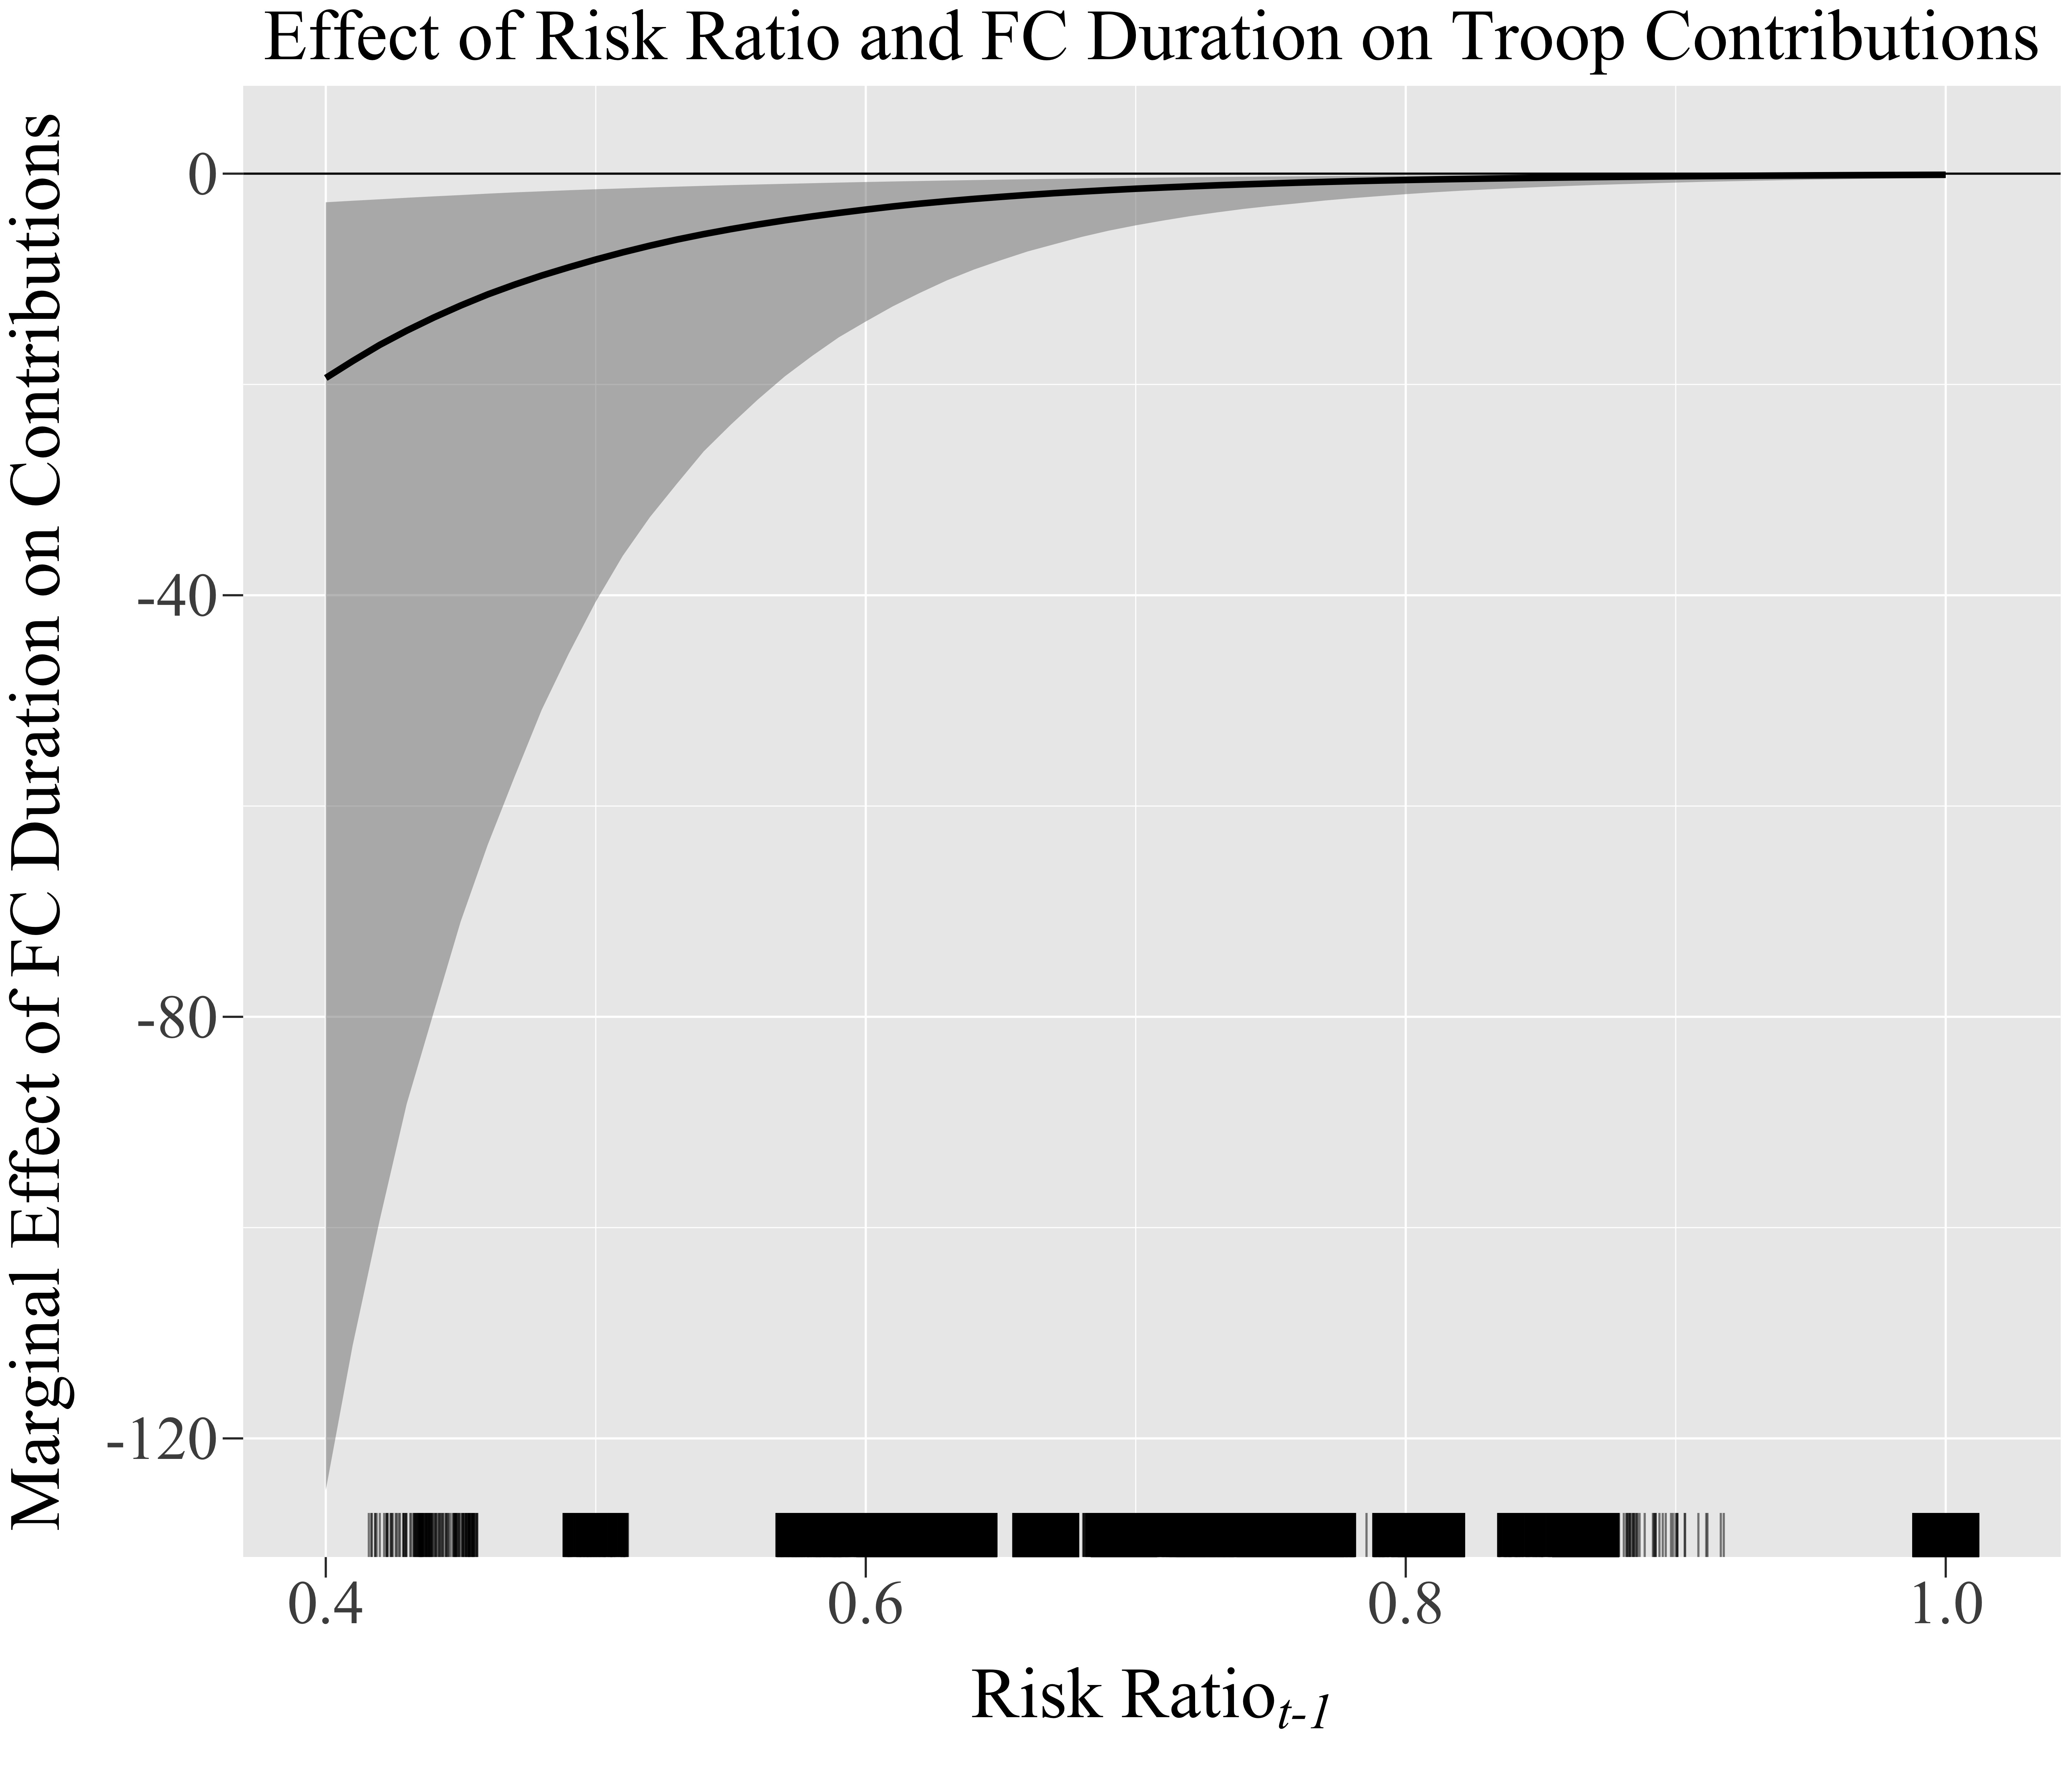 Effect of Risk Ratio and FC Duration on Troop Contributions
Marginal Effect of FC Duration on Contributions
0
-40
-80
-120
0.4
0.6
0.8
1.0
Risk Ratio t-1